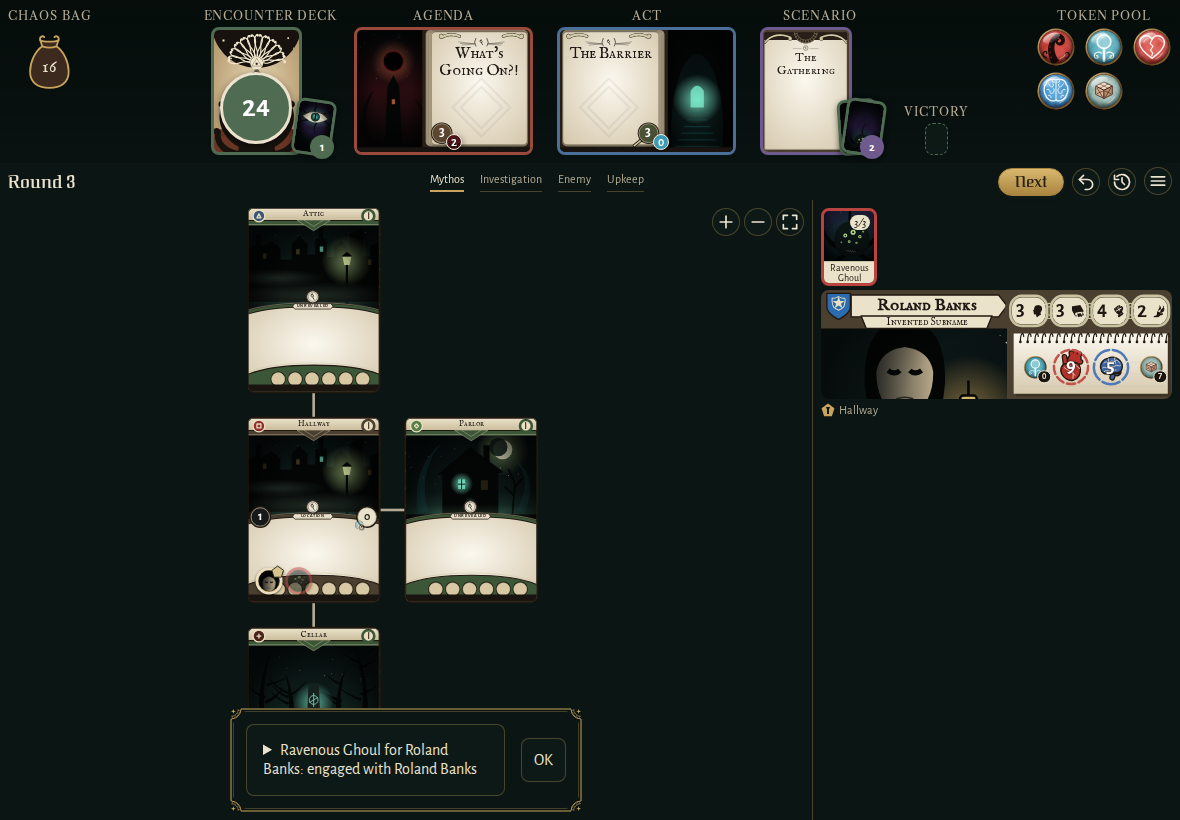 CHAOS BAG
16
ENCOUNTER DECK
24
1
AGENDA
What's
Going On?!
3
2
ACT
The Barrier
3
0
SCENARIO
The
Gathering
2
VICTORY
TOKEN POOL
Round 3
Mythos
Investigation
Enemy
Upkeep
Next
Attic
Hallway
1
0
Parlor
Cellar
3/3
Ravenous
Ghoul
Roland Banks
Invented Surname
3
3
4
2
0
9
5
7
Hallway
Ravenous Ghoul for Roland
Banks: engaged with Roland Banks
OK